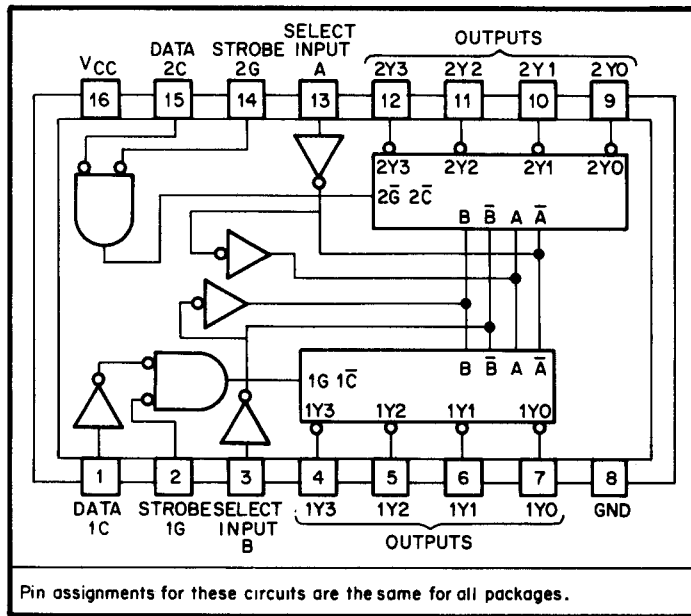 SELECT
DATA STROBE INPUT OUTPUTS
VCC 2C 2G A 2Y3 2Y2 2Y1 2Y0
16 15 14 13 12 11 10 9
2Y3 2Y2 2Y1 2Y0
2G̅ 2C̅
B B̅ A A̅
B B̅ A A̅
1G 1C̅
1Y3 1Y2 1Y1 1Y0
1 2 3 4 5 6 7 8
DATA STROBE SELECT 1Y3 1Y2 1Y1 1Y0 GND
1C 1G INPUT OUTPUTS
B
Pin assignments for these circuits are the same for all packages.